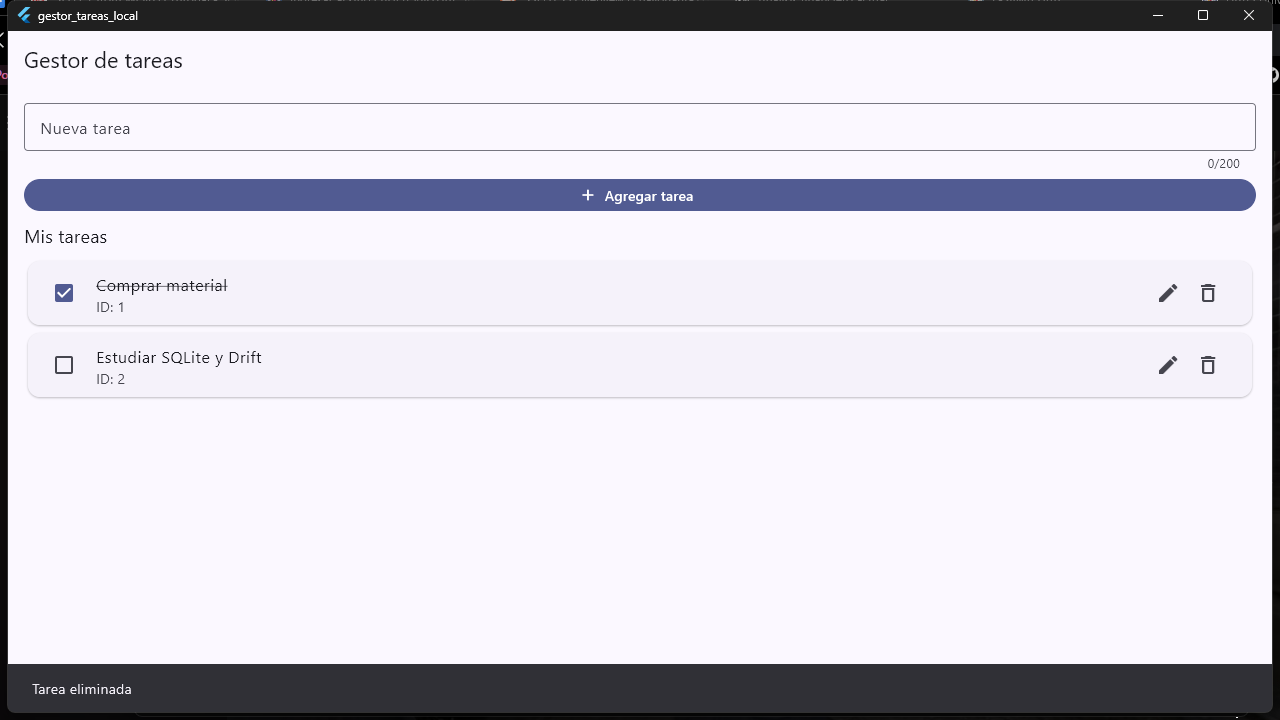 gestor_tareas_local
Gestor de tareas
Nueva tarea
0/200
+ Agregar tarea
Mis tareas
Comprar material
ID: 1
Estudiar SQLite y Drift
ID: 2
Tarea eliminada